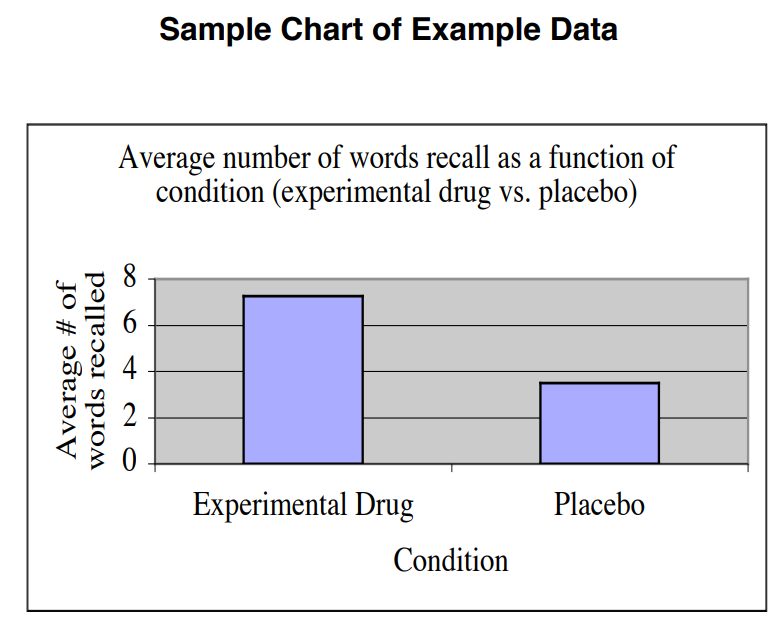 Sample Chart of Example Data
Average number of words recall as a function of
condition (experimental drug vs. placebo)
Average # of
words recalled
8
6
4
2
0
Experimental Drug
Placebo
Condition